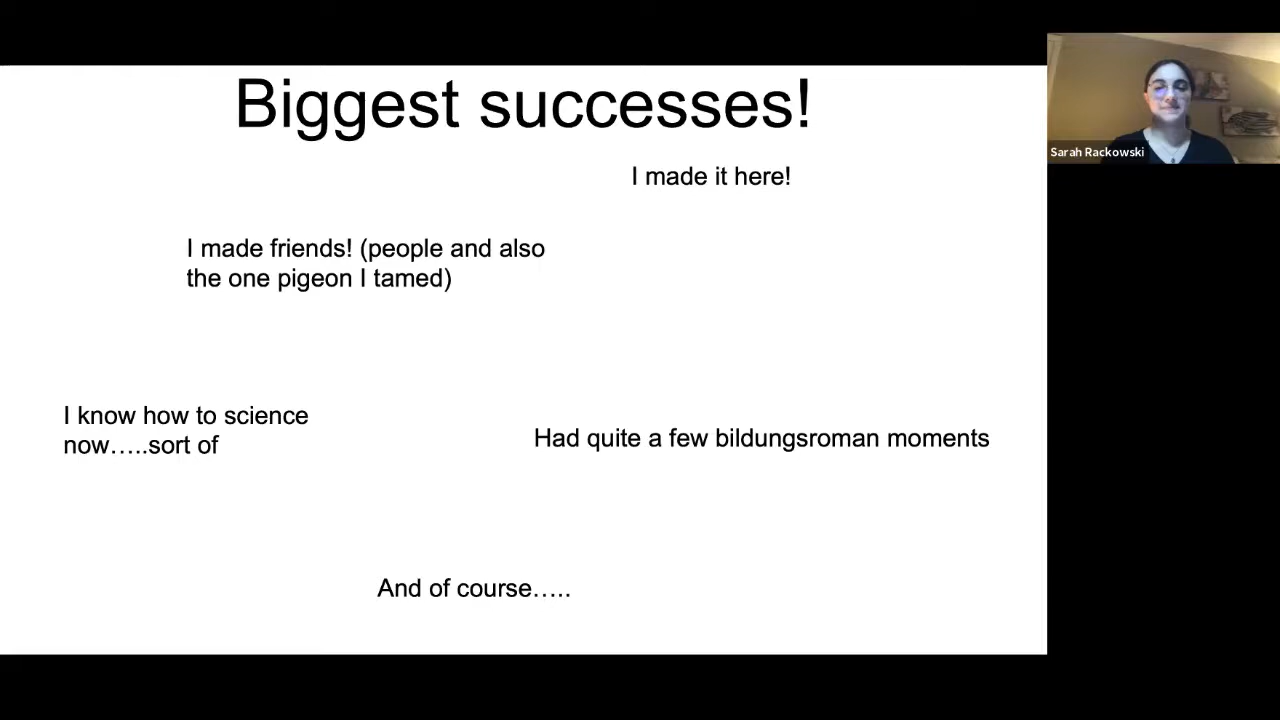 Biggest successes!
I made it here!
Sarah Rackowski
I made friends! (people and also
the one pigeon I tamed)
I know how to science
now…..sort of
Had quite a few bildungsroman moments
And of course…..